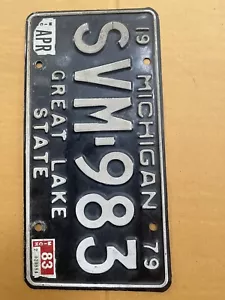 19 MICHIGAN 79
SVM-983
APR GREAT LAKE 83
STATE